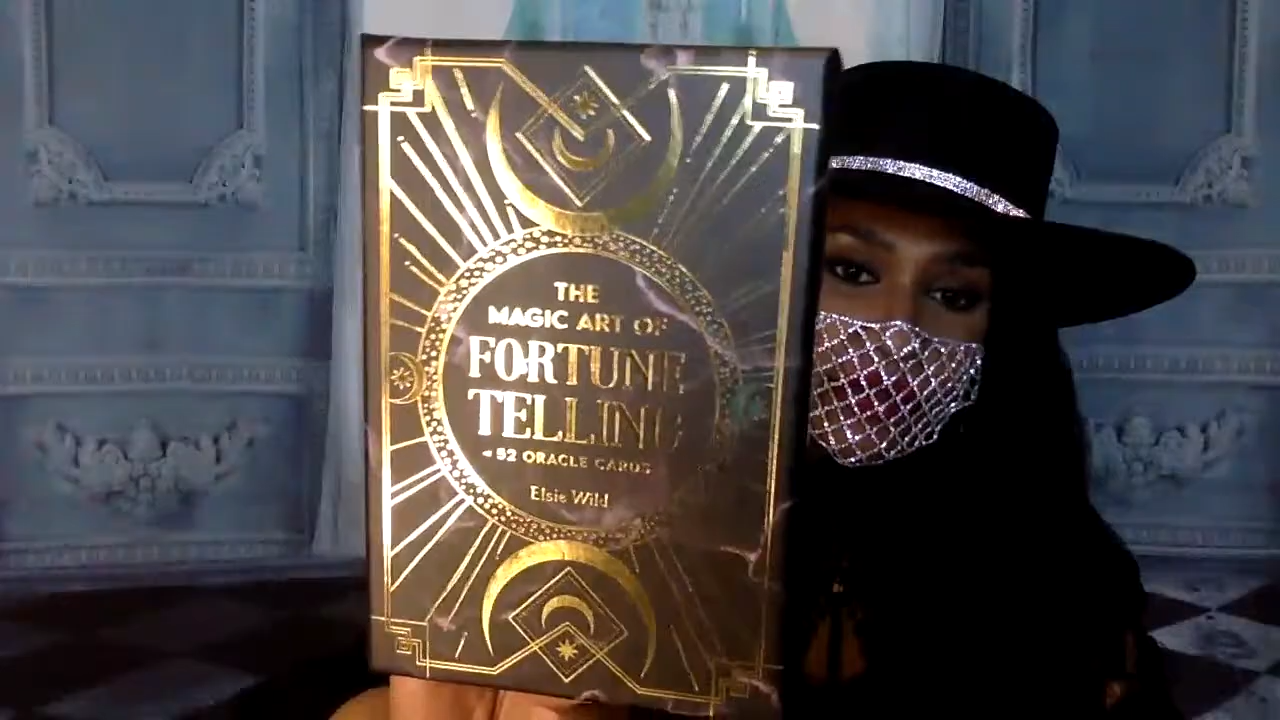 THE
MAGIC ART OF
FORTUNE
TELLING
52 ORACLE CARDS
Elsie Wild